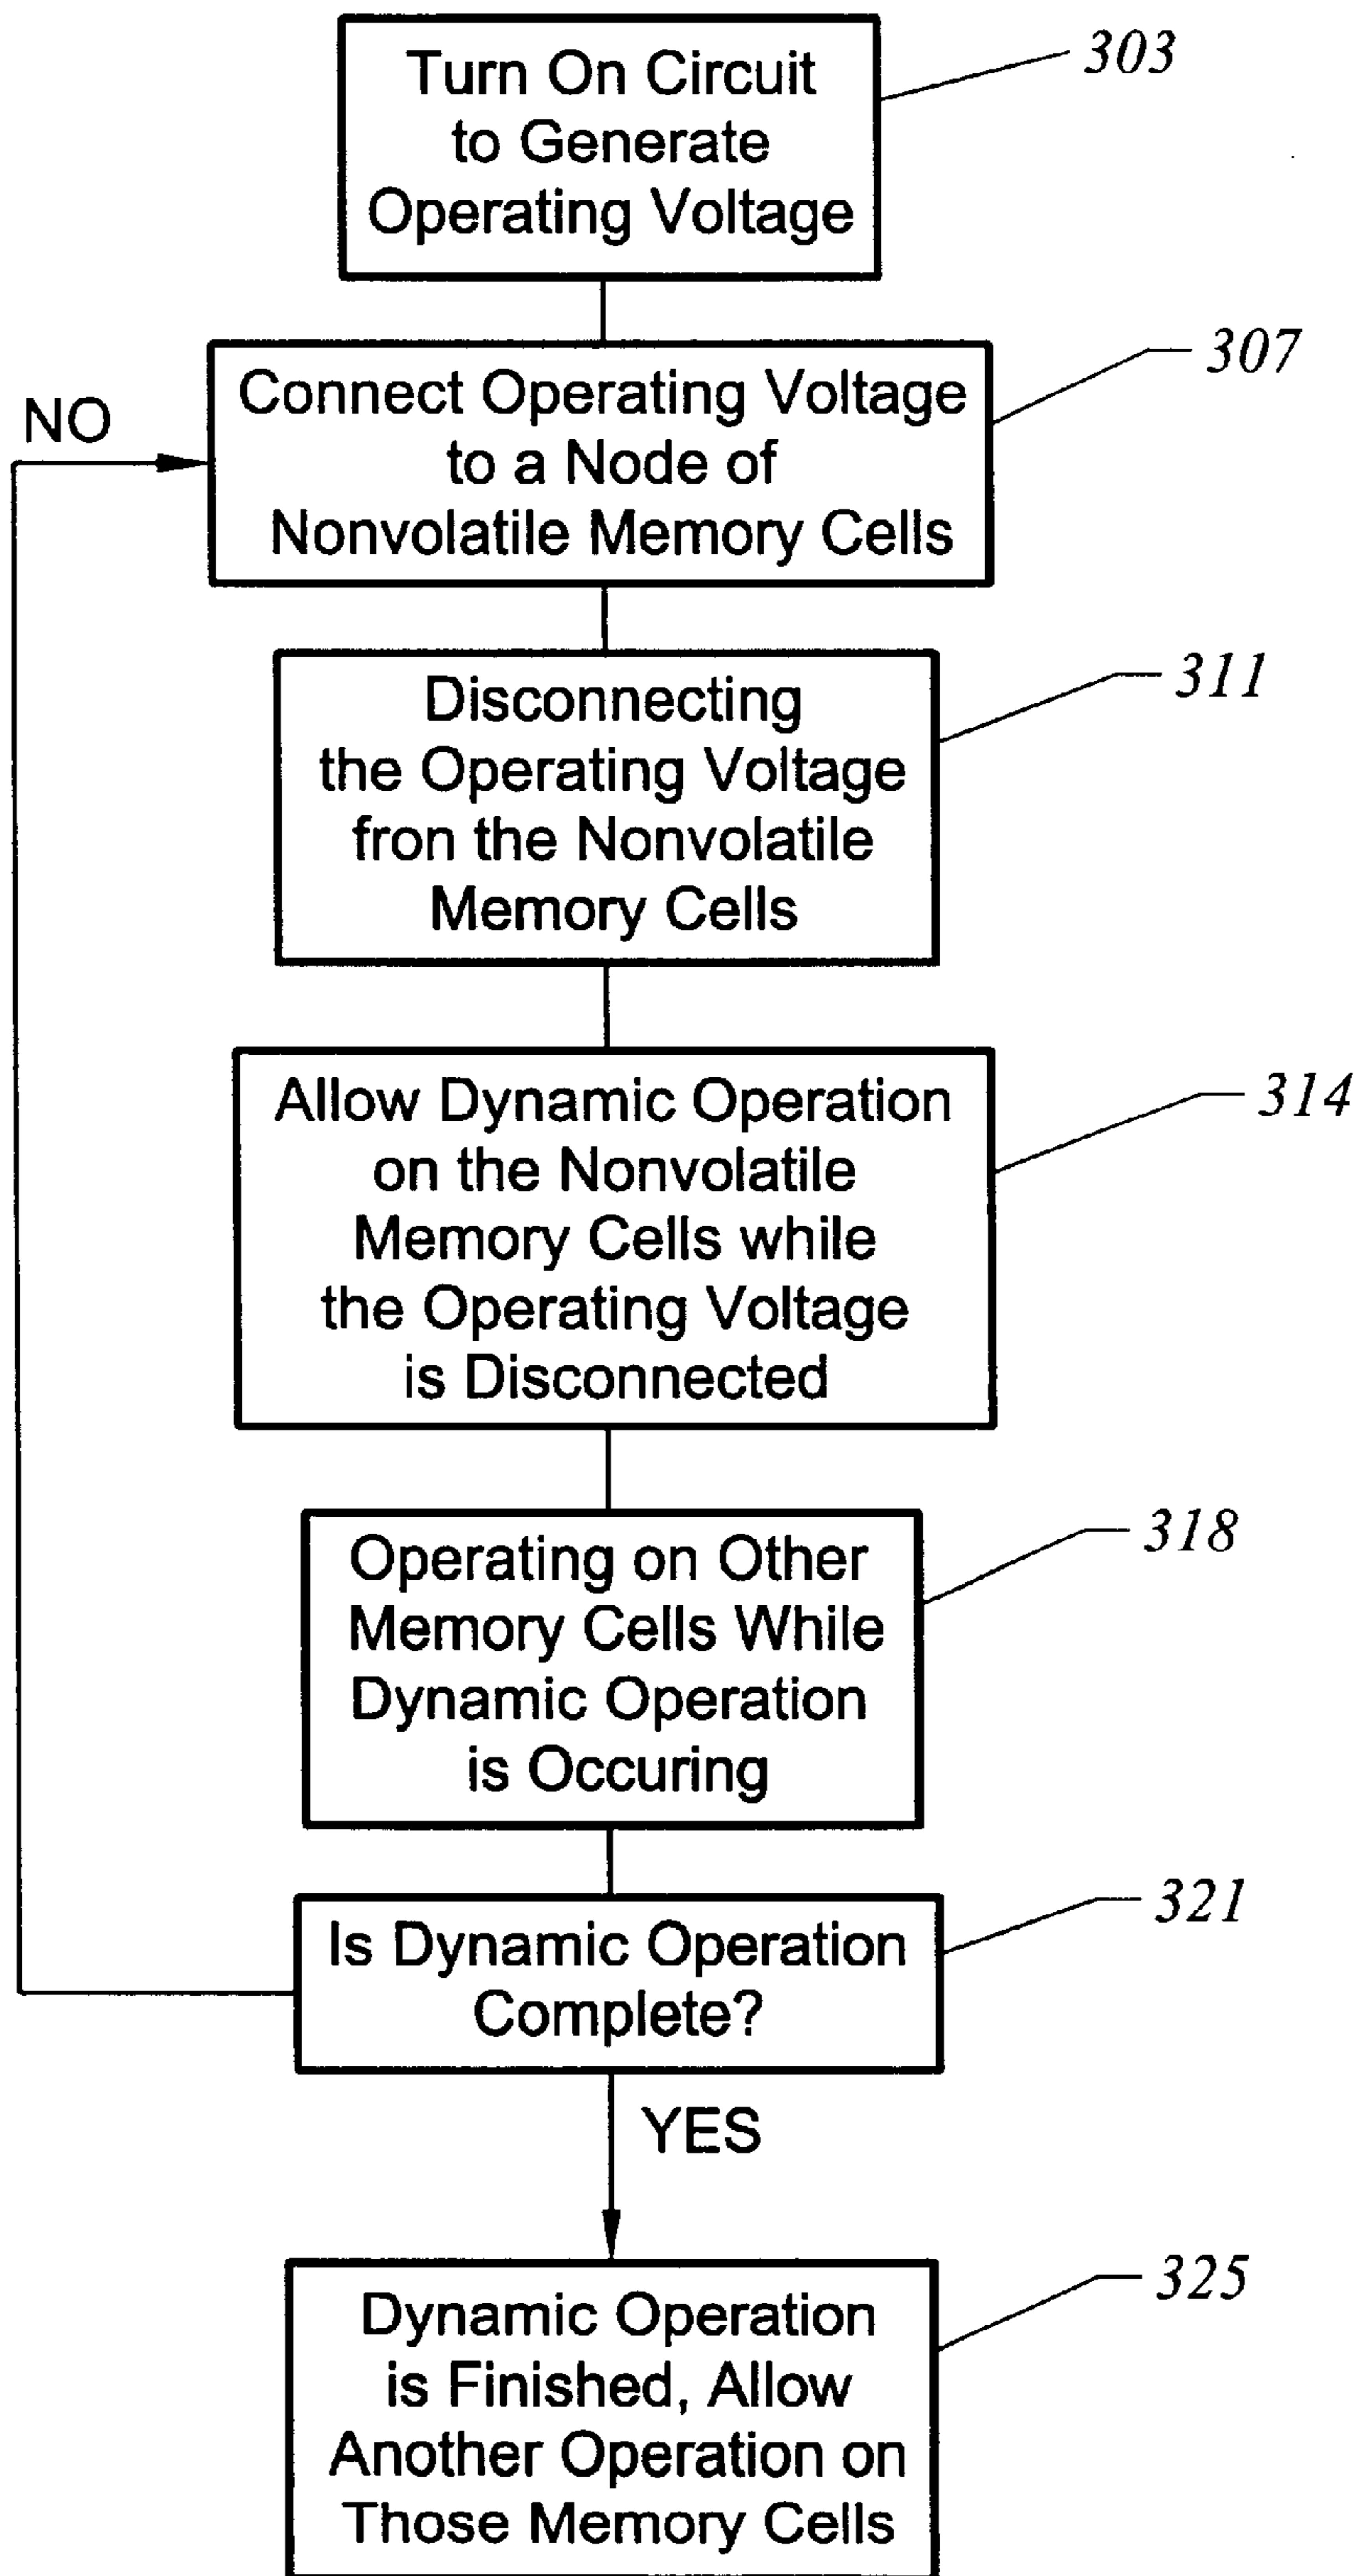 Turn On Circuit
to Generate
Operating Voltage
303
NO
Connect Operating Voltage
to a Node of
Nonvolatile Memory Cells
307
Disconnecting
the Operating Voltage
fron the Nonvolatile
Memory Cells
311
Allow Dynamic Operation
on the Nonvolatile
Memory Cells while
the Operating Voltage
is Disconnected
314
Operating on Other
Memory Cells While
Dynamic Operation
is Occuring
318
Is Dynamic Operation
Complete?
321
YES
Dynamic Operation
is Finished, Allow
Another Operation on
Those Memory Cells
325